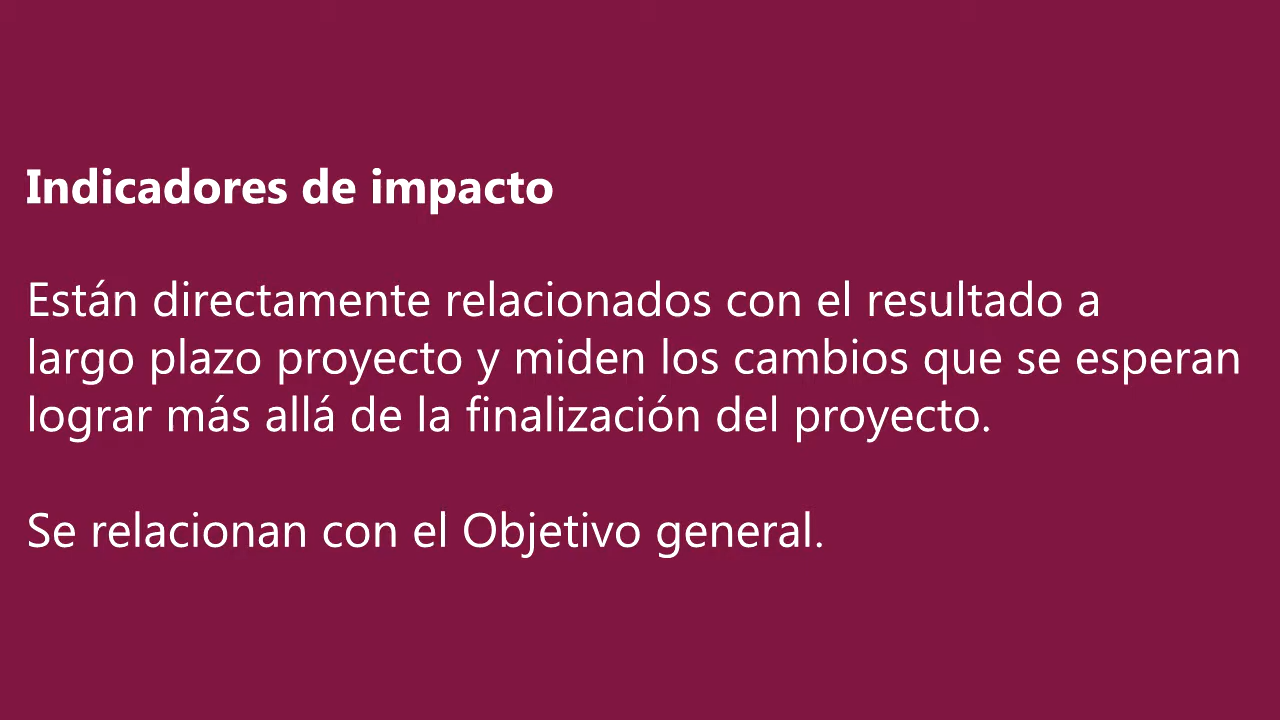 Indicadores de impacto
Están directamente relacionados con el resultado a
largo plazo proyecto y miden los cambios que se esperan
lograr más allá de la finalización del proyecto.
Se relacionan con el Objetivo general.